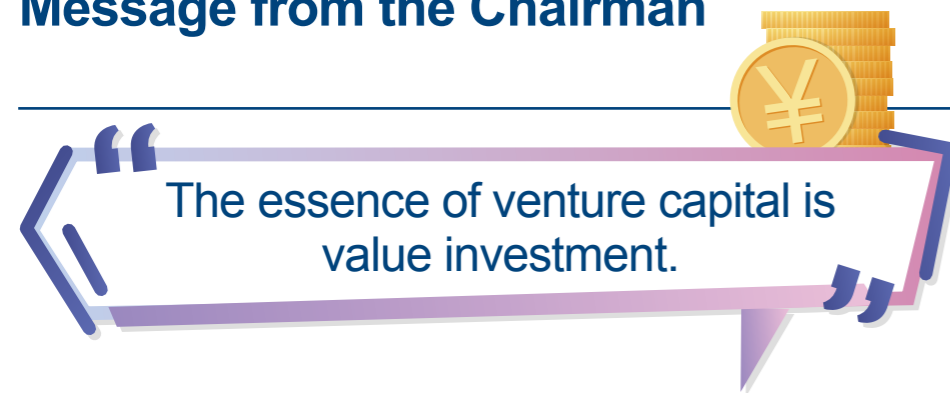 Message from the Chairman
¥
“
The essence of venture capital is
value investment.
”